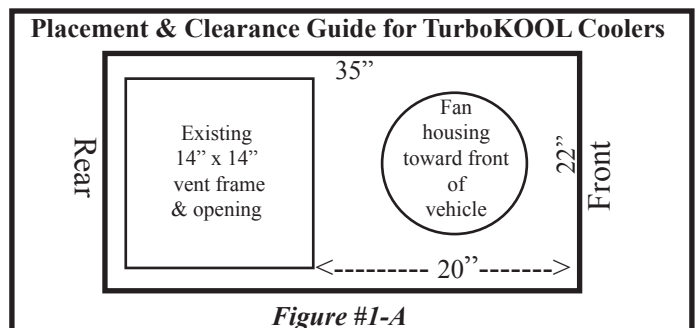 Placement & Clearance Guide for TurboKOOL Coolers
35”
Rear
Existing
14” x 14”
vent frame
& opening
Fan
housing
toward front
of
vehicle
22”
Front
<--------- 20”------->
Figure #1-A